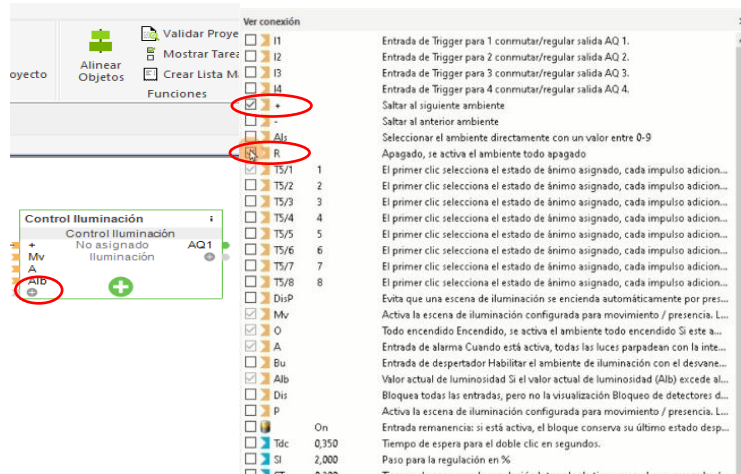 Ver conexión
Validar Proye
Mostrar Tarea
oyecto
Alinear
Objetos
Crear Lista M
Funciones
I1 Entrada de Trigger para 1 conmutar/regular salida AQ 1.
I2 Entrada de Trigger para 2 conmutar/regular salida AQ 2.
I3 Entrada de Trigger para 3 conmutar/regular salida AQ 3.
I4 Entrada de Trigger para 4 conmutar/regular salida AQ 4.
+ Saltar al siguiente ambiente
- Saltar al anterior ambiente
AIs Seleccionar el ambiente directamente con un valor entre 0-9
R Apagado, se activa el ambiente todo apagado
T5/1 1 El primer clic selecciona el estado de ánimo asignado, cada impulso adicion...
T5/2 2 El primer clic selecciona el estado de ánimo asignado, cada impulso adicion...
T5/3 3 El primer clic selecciona el estado de ánimo asignado, cada impulso adicion...
T5/4 4 El primer clic selecciona el estado de ánimo asignado, cada impulso adicion...
T5/5 5 El primer clic selecciona el estado de ánimo asignado, cada impulso adicion...
T5/6 6 El primer clic selecciona el estado de ánimo asignado, cada impulso adicion...
T5/7 7 El primer clic selecciona el estado de ánimo asignado, cada impulso adicion...
T5/8 8 El primer clic selecciona el estado de ánimo asignado, cada impulso adicion...
DisP Evita que una escena de iluminación se encienda automáticamente por pres...
Mv Activa la escena de iluminación configurada para movimiento / presencia. L...
O Todo encendido Encendido, se activa el ambiente todo encendido Si este a...
A Entrada de alarma Cuando está activa, todas las luces parpadean con la inte...
Bu Entrada de despertador Habilitar el ambiente de iluminación con el desvane...
AIb Valor actual de luminosidad Si el valor actual de luminosidad (AIb) excede al...
Dis Bloquea todas las entradas, pero no la visualización Bloqueo de detectores d...
P Activa la escena de iluminación configurada para movimiento / presencia. L...
On Entrada remanencia: si está activa, el bloque conserva su último estado desp...
Tdc 0,350 Tiempo de espera para el doble clic en segundos.
SI 2,000 Paso para la regulación en %
Control Iluminación
Control Iluminación
+ No asignado AQ1
Mv Iluminación
A
AIb